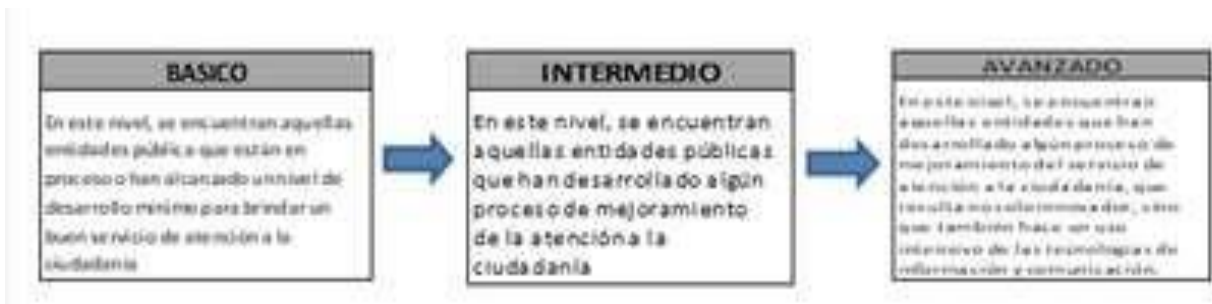 BASICO
En este nivel, se encuentran aquellas
entidades pública que están en
proceso o han alcanzado un nivel de
desarrollo mínimo para brindar un
buen servicio de atención a la
ciudadanía
INTERMEDIO
En este nivel, se encuentran
aquellas entidades públicas
que han desarrollado algún
proceso de mejoramiento
de la atención a la
ciudadanía
AVANZADO
En este nivel, se encuentran
aquellas entidades que han
desarrollado algún proceso de
mejoramiento del servicio de
atención a la ciudadanía, que
resulta no solo innovador, sino
que también hace un uso
intensivo de las tecnologías de
información y comunicación.